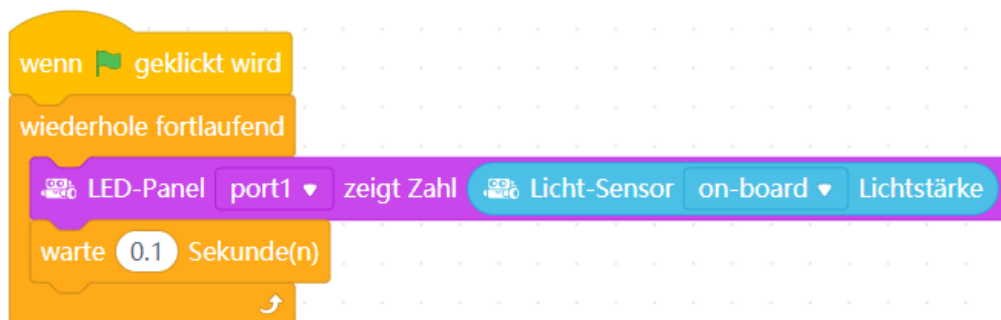 wenn geklickt wird
wiederhole fortlaufend
LED-Panel port1 zeigt Zahl Licht-Sensor on-board Lichtstärke
warte 0.1 Sekunde(n)